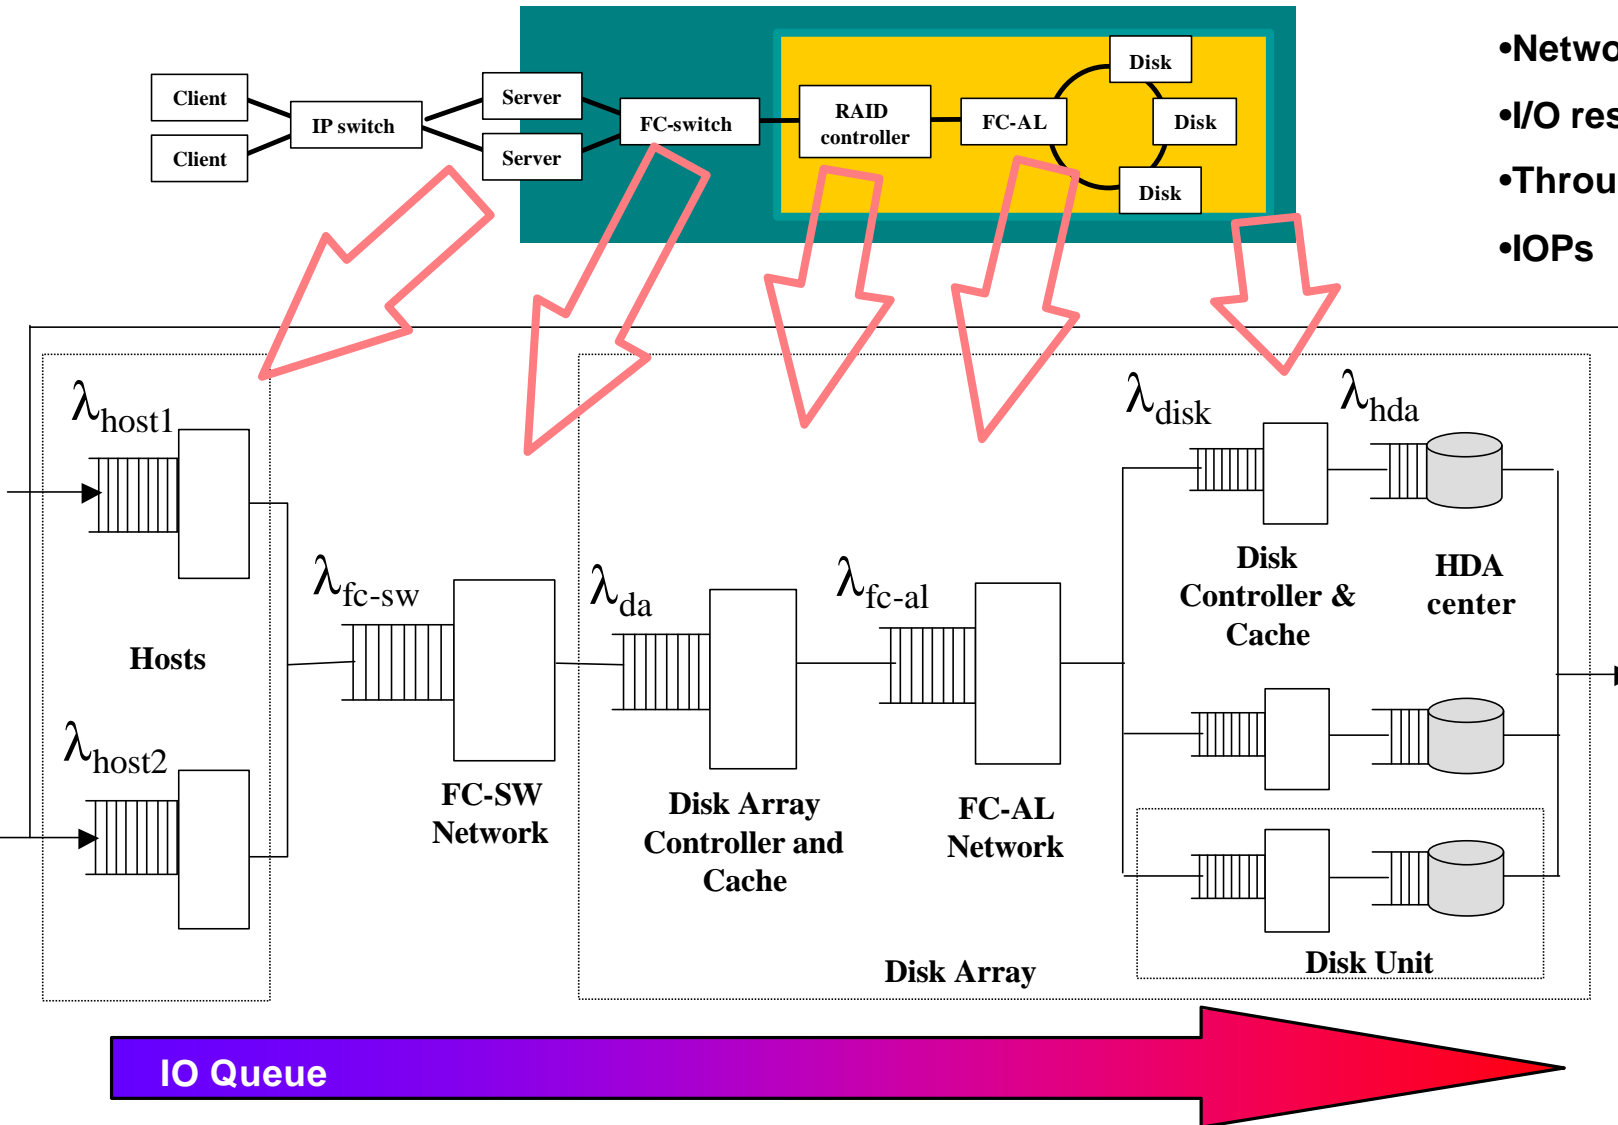 •Netwo
•I/O res
•Throu
•IOPs
Client
Client
IP switch
Server
Server
FC-switch
RAID
controller
FC-AL
Disk
Disk
Disk
λhost1
λhost2
Hosts
λfc-sw
FC-SW
Network
λda
Disk Array
Controller and
Cache
λfc-al
FC-AL
Network
λdisk
λhda
Disk
Controller &
Cache
HDA
center
Disk Unit
Disk Array
IO Queue